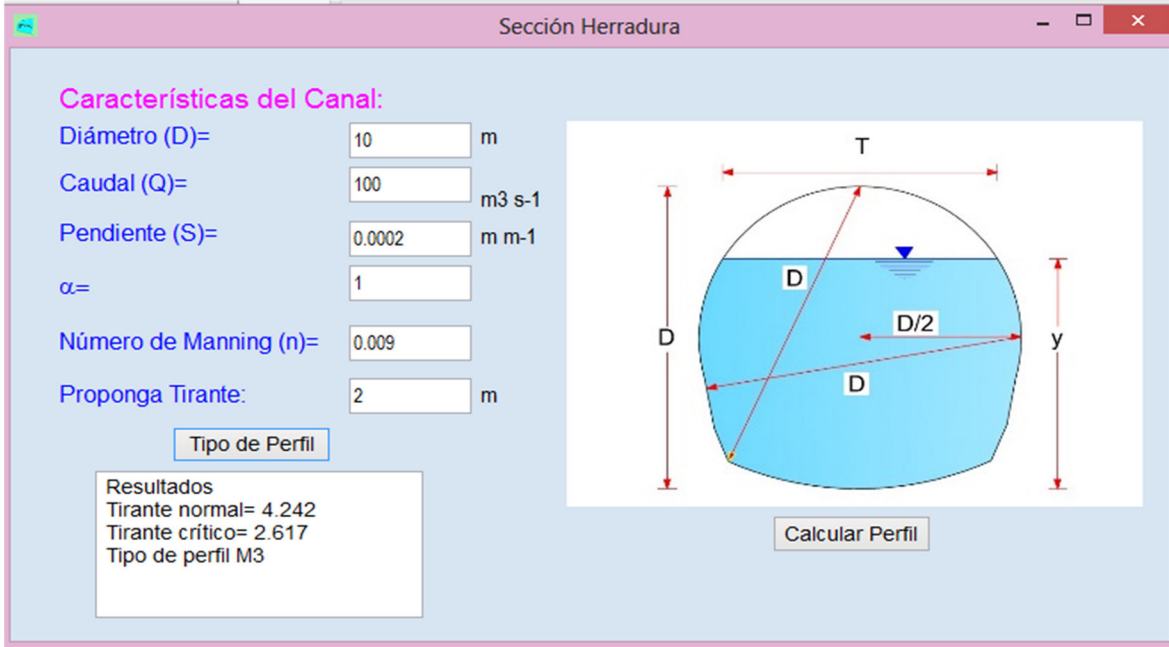 Sección Herradura
Características del Canal:
Diámetro (D)= 10 m
Caudal (Q)= 100 m3 s-1
Pendiente (S)= 0.0002 m m-1
α= 1
Número de Manning (n)= 0.009
Proponga Tirante: 2 m
Tipo de Perfil
Resultados
Tirante normal= 4.242
Tirante crítico= 2.617
Tipo de perfil M3
T
D
D
D/2
y
D
Calcular Perfil